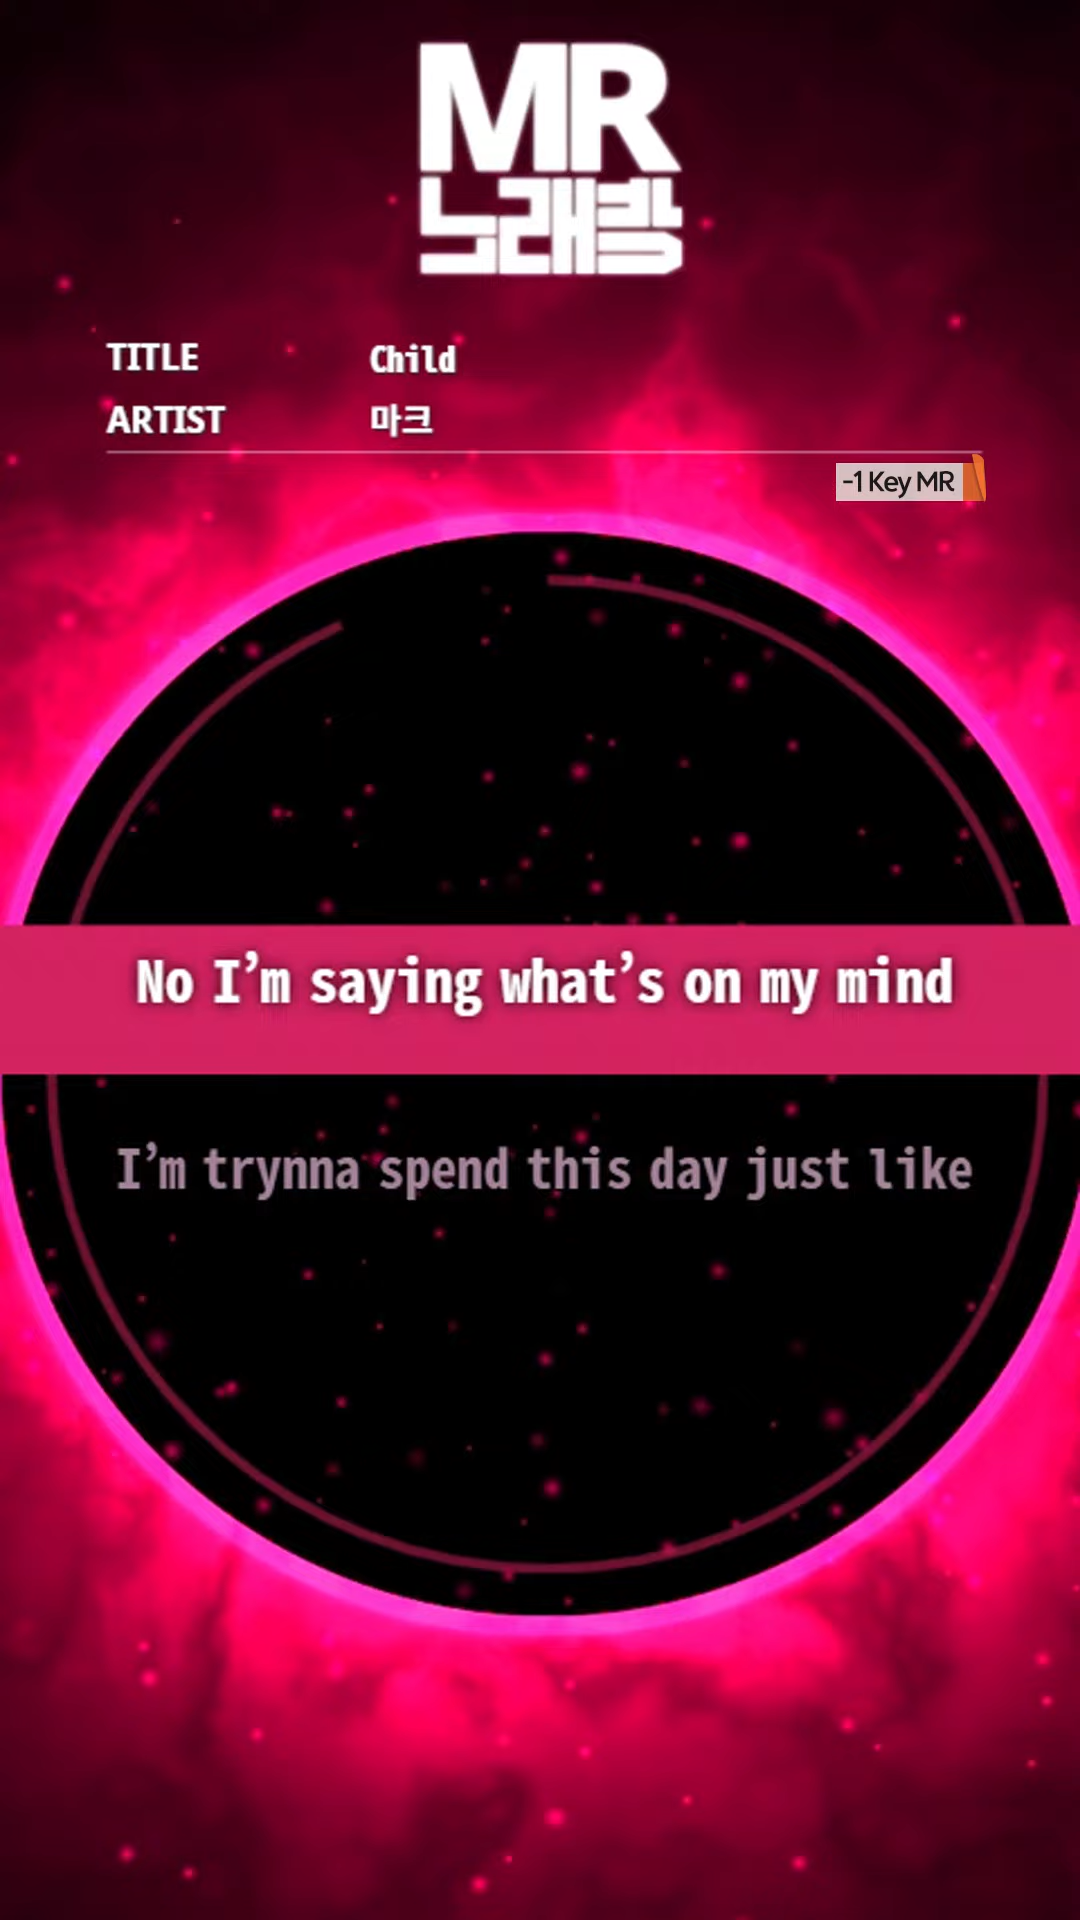 MR
노래방
TITLE Child
ARTIST 마크
-1 Key MR
No I’m saying what’s on my mind
I’m trynna spend this day just like